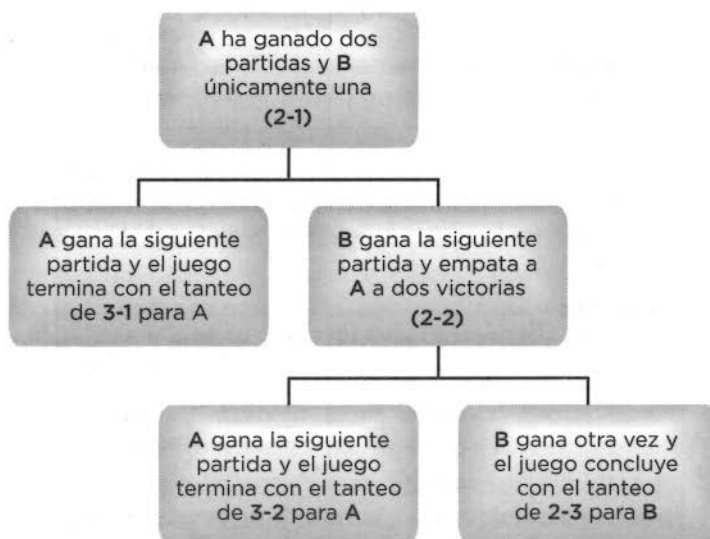 A ha ganado dos
partidas y B
únicamente una
(2-1)
A gana la siguiente
partida y el juego
termina con el tanteo
de 3-1 para A
B gana la siguiente
partida y empata a
A a dos victorias
(2-2)
A gana la siguiente
partida y el juego
termina con el tanteo
de 3-2 para A
B gana otra vez y
el juego concluye
con el tanteo
de 2-3 para B